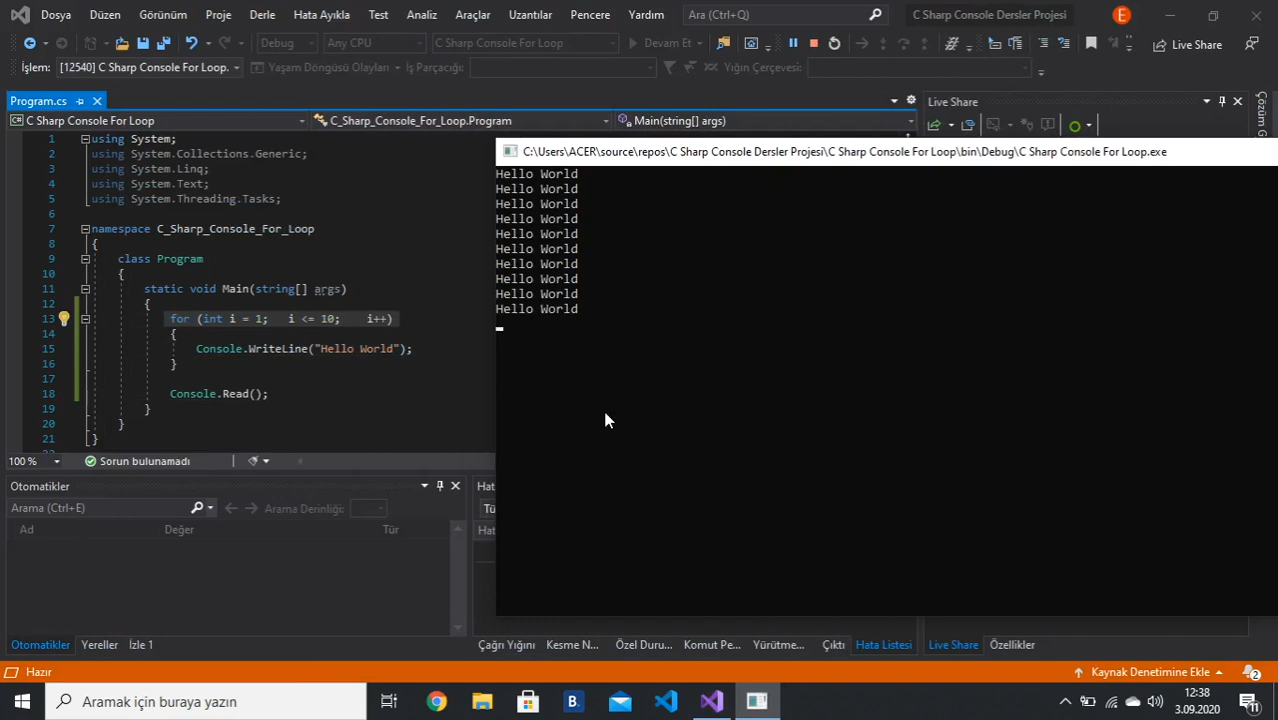 Dosya Düzen Görünüm Proje Derle Hata Ayıkla Test Analiz Araçlar Uzantılar Pencere Yardım Ara (Ctrl+Q) C Sharp Console Dersler Projesi E
Debug Any CPU C Sharp Console For Loop Devam Et Live Share
İşlem: [12540] C Sharp Console For Loop. Yaşam Döngüsü Olayları İş Parçacığı: Yığın Çerçevesi:
Program.cs
C Sharp Console For Loop C_Sharp_Console_For_Loop.Program Main(string[] args)
Live Share
1 using System;
2 using System.Collections.Generic;
3 using System.Linq;
4 using System.Text;
5 using System.Threading.Tasks;
6
7 namespace C_Sharp_Console_For_Loop
8 {
9 class Program
10 {
11 static void Main(string[] args)
12 {
13 for (int i = 1; i <= 10; i++)
14 {
15 Console.WriteLine("Hello World");
16 }
17
18 Console.Read();
19 }
20 }
21 }
100 % Sorun bulunamadı
C:\Users\ACER\source\repos\C Sharp Console Dersler Projesi\C Sharp Console For Loop\bin\Debug\C Sharp Console For Loop.exe
Hello World
Hello World
Hello World
Hello World
Hello World
Hello World
Hello World
Hello World
Hello World
Hello World
Otomatikler
Arama (Ctrl+E) Arama Derinliği:
Ad Değer Tür
Otomatikler Yereller İzle 1
Çağrı Yığını Kesme N... Özel Duru... Komut Pe... Yürütme... Çıktı Hata Listesi
Live Share Özellikler
Hazır
Kaynak Denetimine Ekle 2
Aramak için buraya yazın
B.
12:38
3.09.2020
11